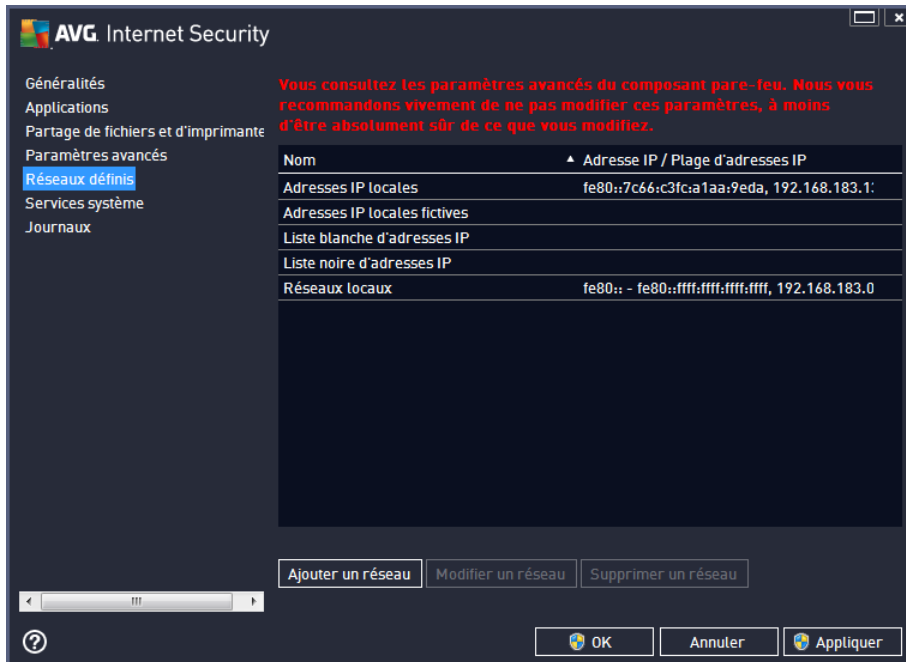 AVG. Internet Security
Généralités
Applications
Partage de fichiers et d'imprimante
Paramètres avancés
Réseaux définis
Services système
Journaux
Vous consultez les paramètres avancés du composant pare-feu. Nous vous
recommandons vivement de ne pas modifier ces paramètres, à moins
d'être absolument sûr de ce que vous modifiez.
Nom Adresse IP / Plage d'adresses IP
Adresses IP locales fe80::7c66:c3fc:a1aa:9eda, 192.168.183.1
Adresses IP locales fictives
Liste blanche d'adresses IP
Liste noire d'adresses IP
Réseaux locaux fe80:: - fe80::ffff:ffff:ffff:ffff, 192.168.183.0
Ajouter un réseau Modifier un réseau Supprimer un réseau
OK Annuler Appliquer